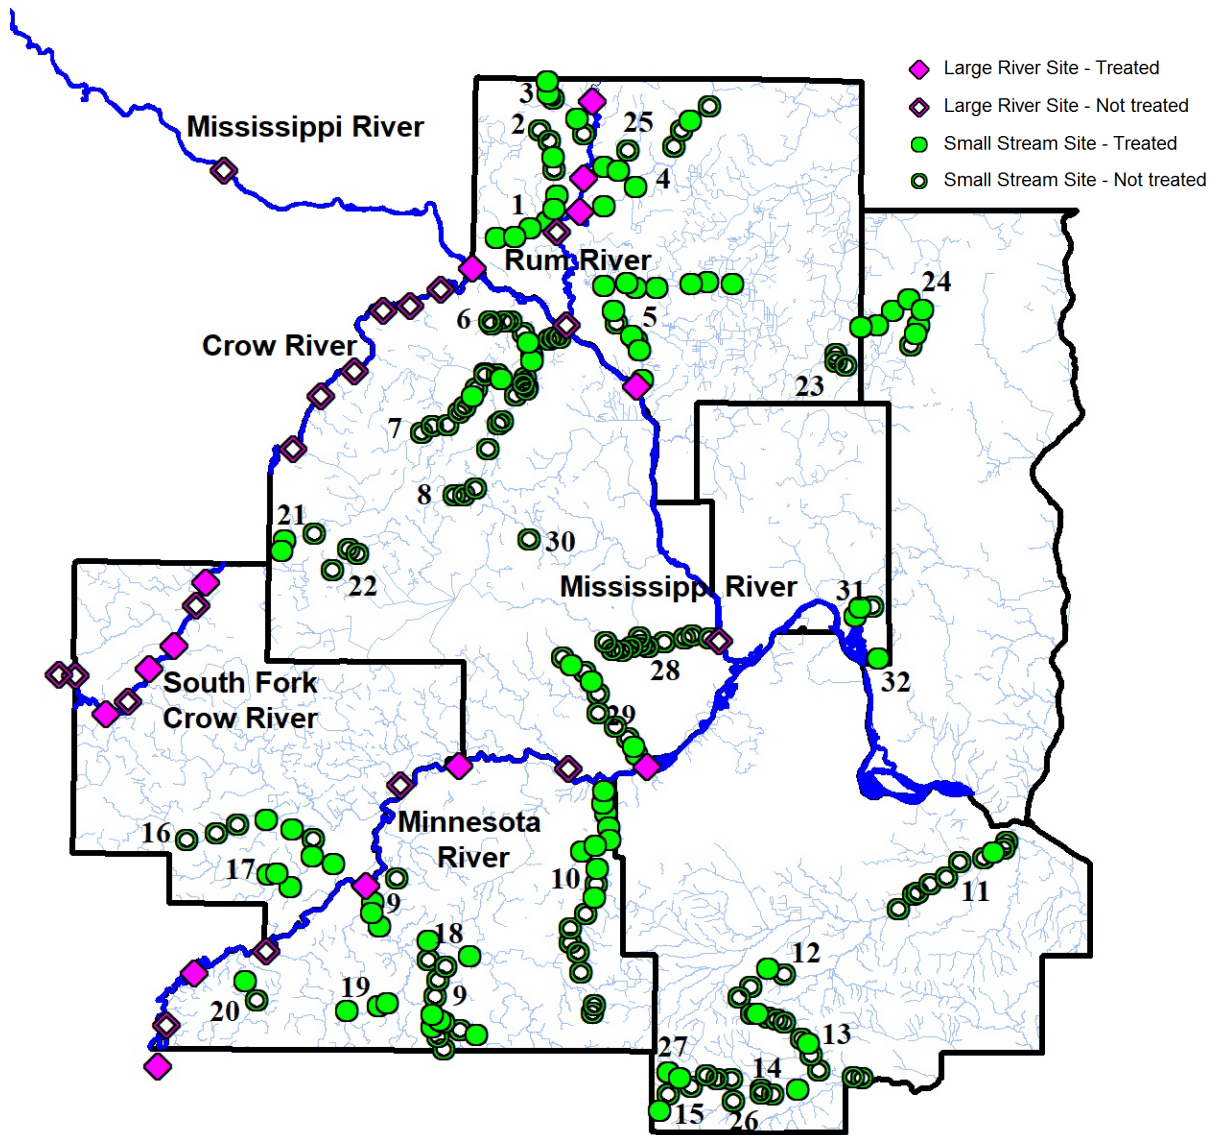 Large River Site - Treated
Large River Site - Not treated
Small Stream Site - Treated
Small Stream Site - Not treated
3
2
25
Mississippi River
4
1
Rum River
24
6
5
Crow River
23
7
8
21
30
22
Mississippi River
31
28
32
South Fork
Crow River
29
Minnesota
River
16
17
10
11
9
18
12
19
9
20
13
27
14
15
26